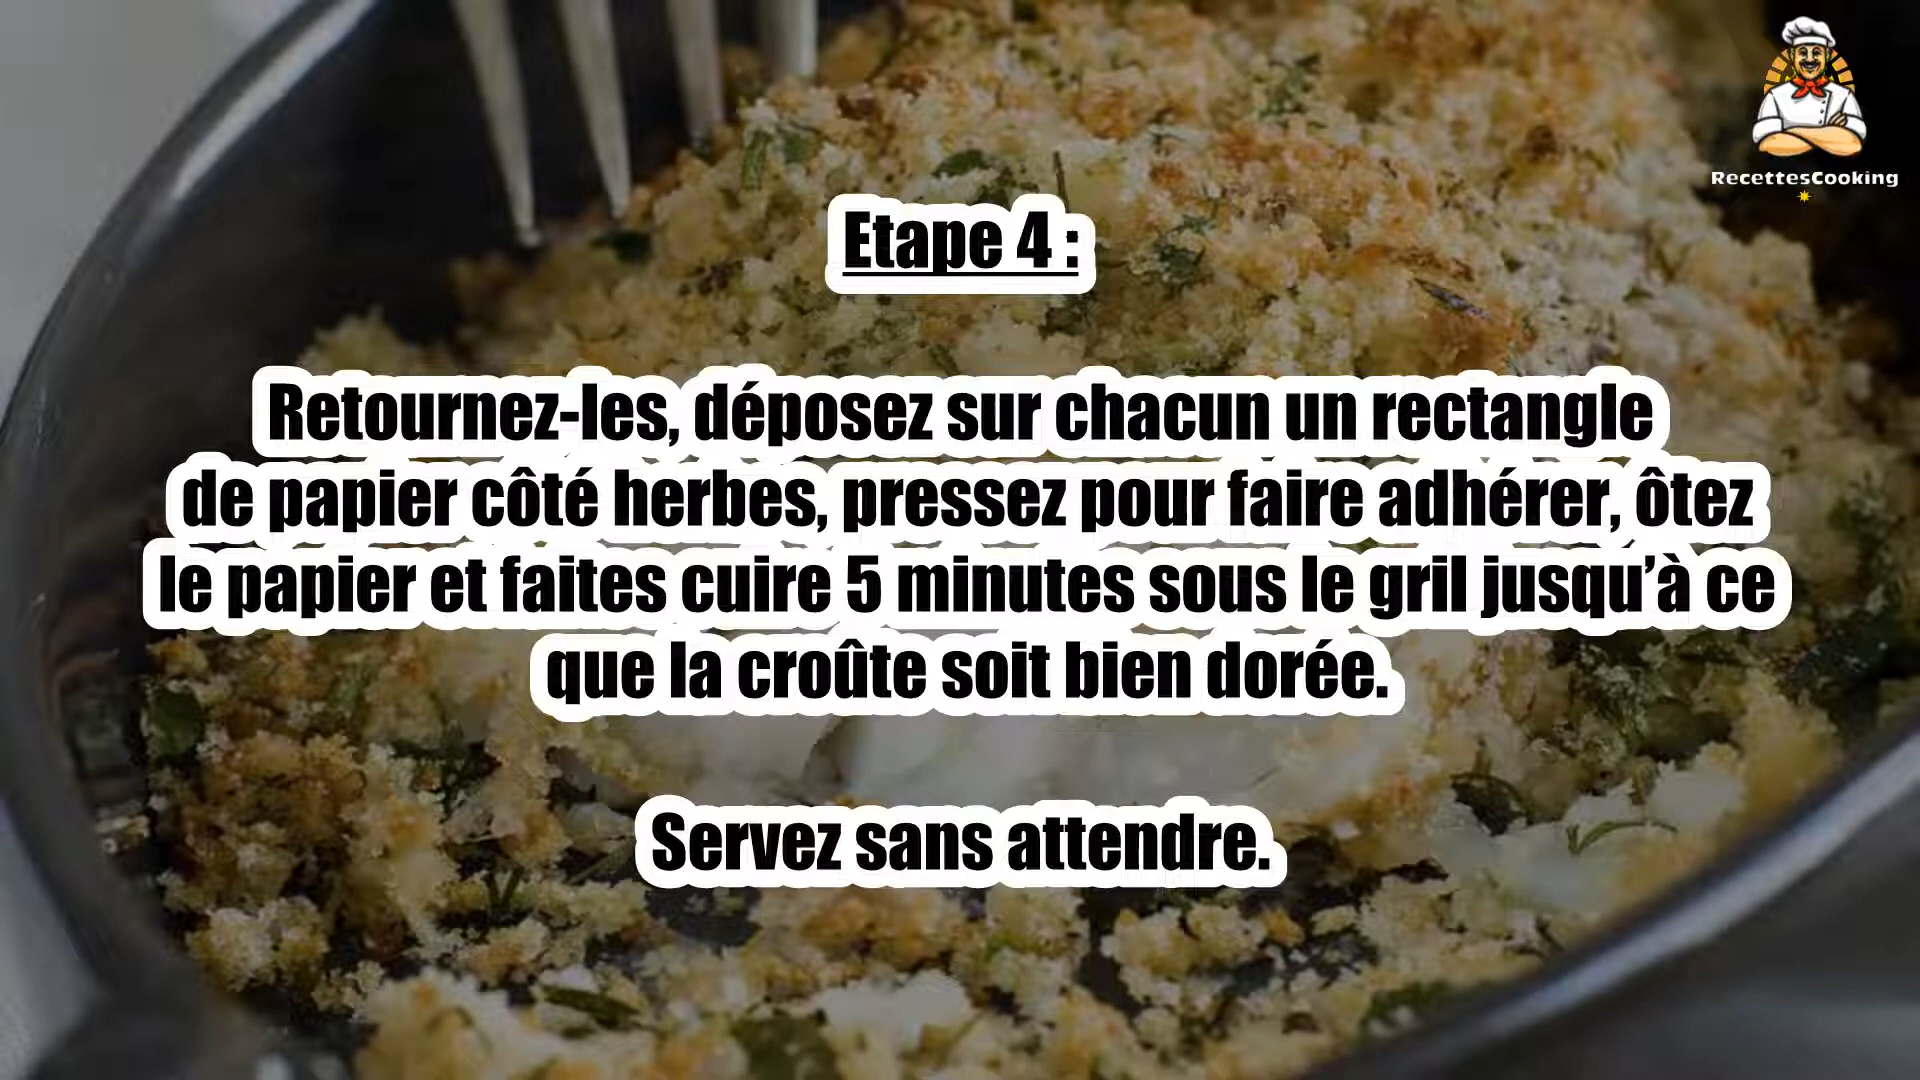 RecettesCooking
Etape 4 :
Retournez-les, déposez sur chacun un rectangle
de papier côté herbes, pressez pour faire adhérer, ôtez
le papier et faites cuire 5 minutes sous le gril jusqu’à ce
que la croûte soit bien dorée.
Servez sans attendre.